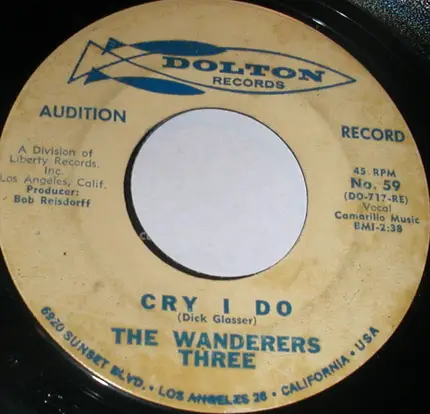 DOLTON
RECORDS
AUDITION
RECORD
A Division of
Liberty Records.
Inc.
Los Angeles, Calif.
Producer:
Bob Reisdorff
45 RPM
No. 59
(DO-717-RE)
Vocal
Camarillo Music
BMI-2:38
CRY I DO
(Dick Glasser)
THE WANDERERS
THREE
6920 SUNSET BLVD. • LOS ANGELES 28 • CALIFORNIA • USA